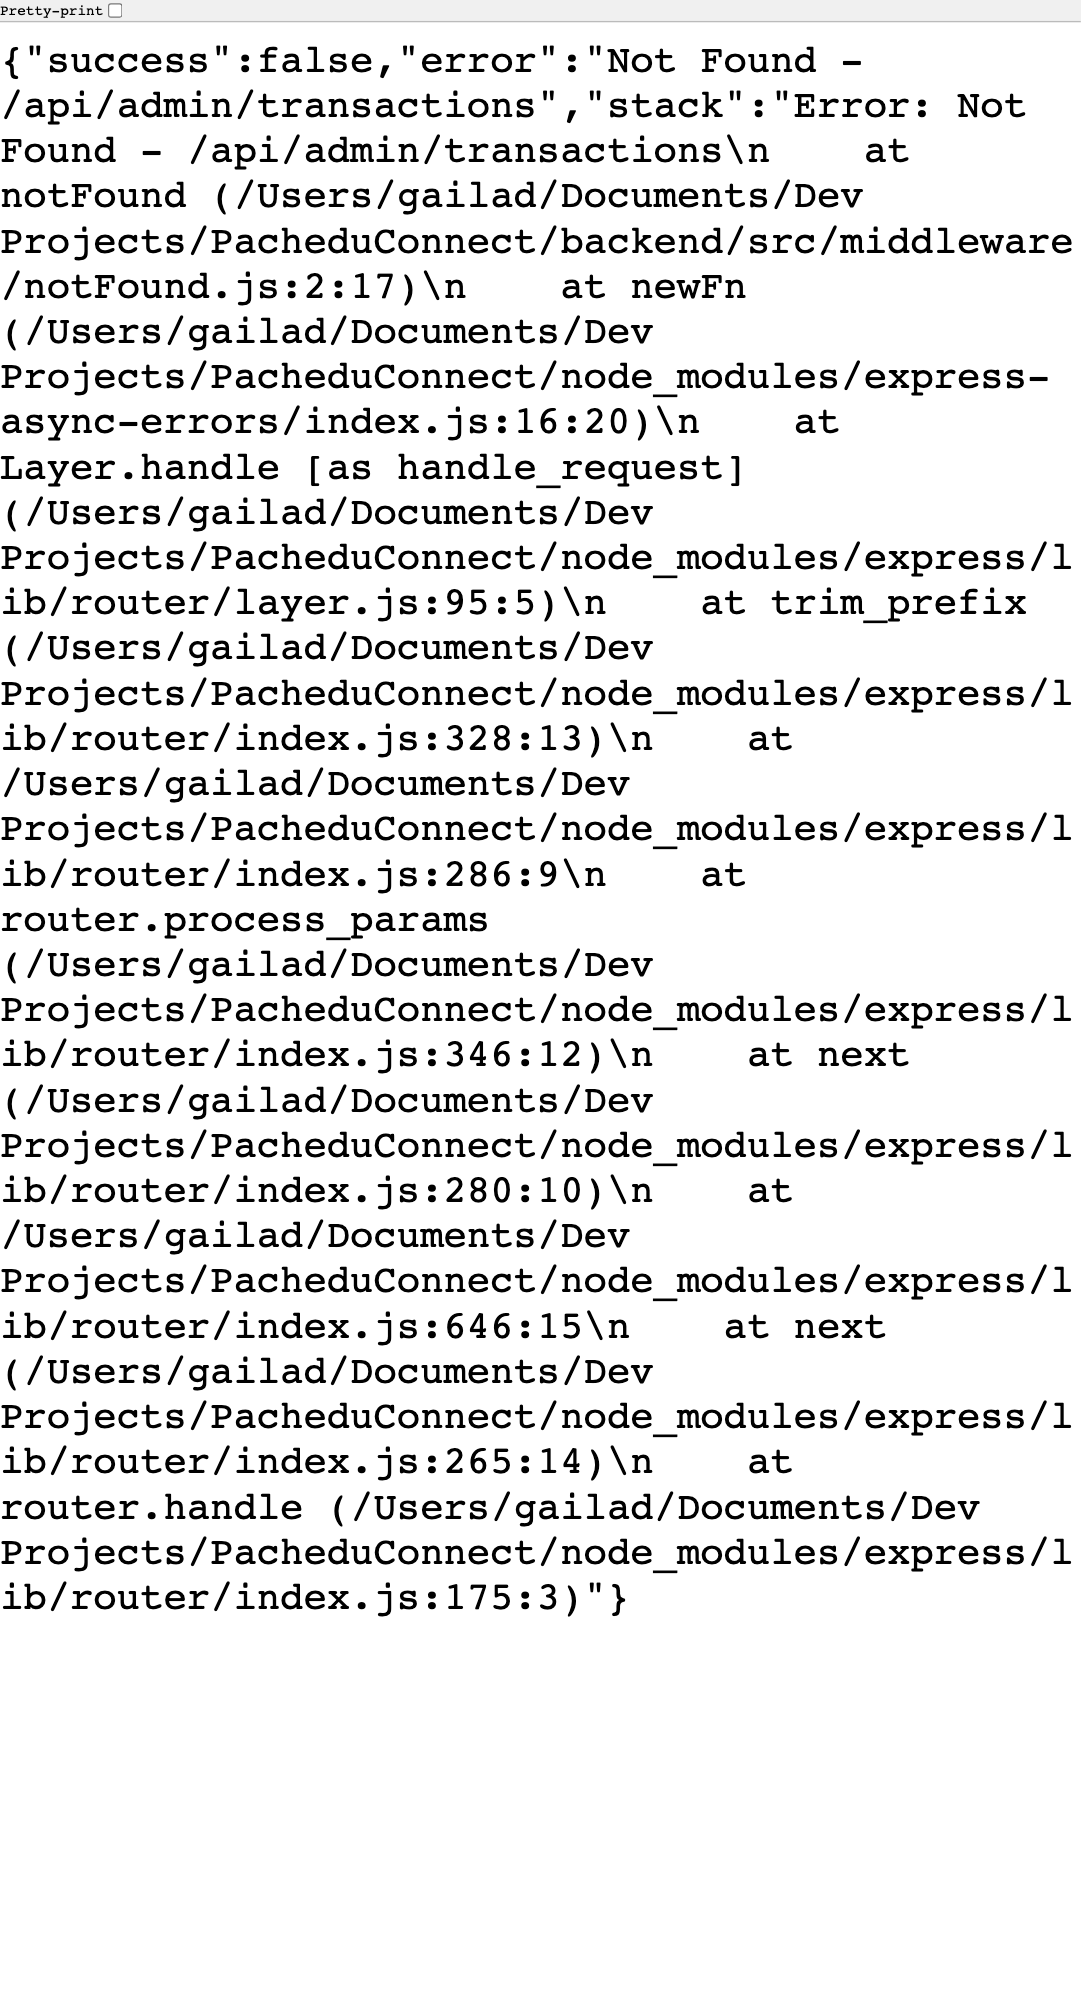 Pretty-print
{"success":false,"error":"Not Found -
/api/admin/transactions","stack":"Error: Not
Found - /api/admin/transactions\n    at
notFound (/Users/gailad/Documents/Dev
Projects/PacheduConnect/backend/src/middleware
/notFound.js:2:17)\n    at newFn
(/Users/gailad/Documents/Dev
Projects/PacheduConnect/node_modules/express-
async-errors/index.js:16:20)\n    at
Layer.handle [as handle_request]
(/Users/gailad/Documents/Dev
Projects/PacheduConnect/node_modules/express/l
ib/router/layer.js:95:5)\n    at trim_prefix
(/Users/gailad/Documents/Dev
Projects/PacheduConnect/node_modules/express/l
ib/router/index.js:328:13)\n    at
/Users/gailad/Documents/Dev
Projects/PacheduConnect/node_modules/express/l
ib/router/index.js:286:9\n    at
router.process_params
(/Users/gailad/Documents/Dev
Projects/PacheduConnect/node_modules/express/l
ib/router/index.js:346:12)\n    at next
(/Users/gailad/Documents/Dev
Projects/PacheduConnect/node_modules/express/l
ib/router/index.js:280:10)\n    at
/Users/gailad/Documents/Dev
Projects/PacheduConnect/node_modules/express/l
ib/router/index.js:646:15\n    at next
(/Users/gailad/Documents/Dev
Projects/PacheduConnect/node_modules/express/l
ib/router/index.js:265:14)\n    at
router.handle (/Users/gailad/Documents/Dev
Projects/PacheduConnect/node_modules/express/l
ib/router/index.js:175:3)"}